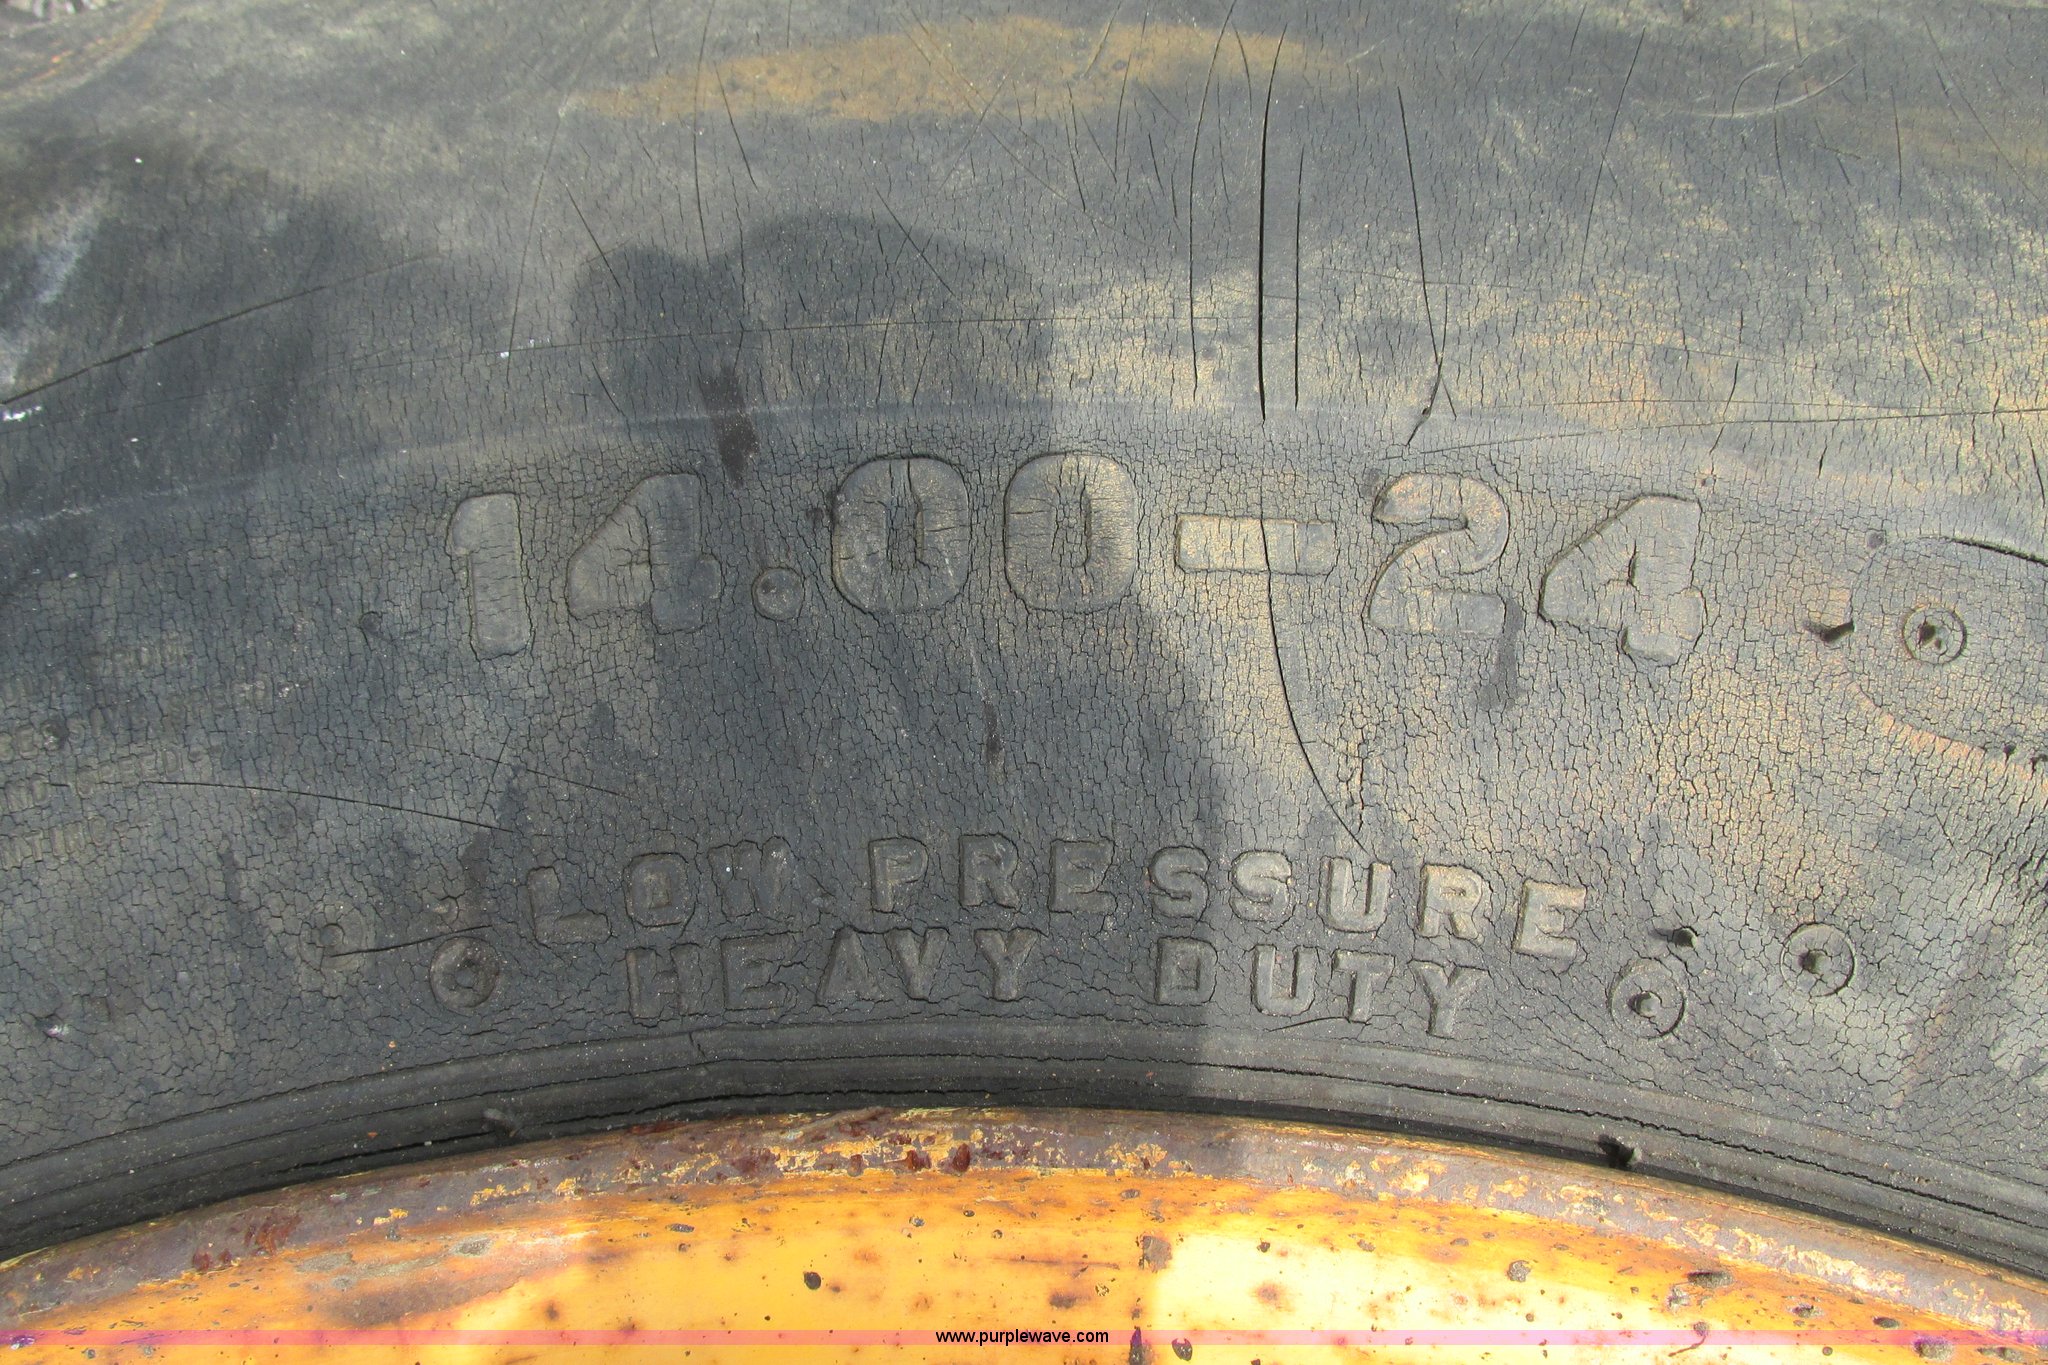 14.00-24
LOW PRESSURE
HEAVY DUTY
www.purplewave.com